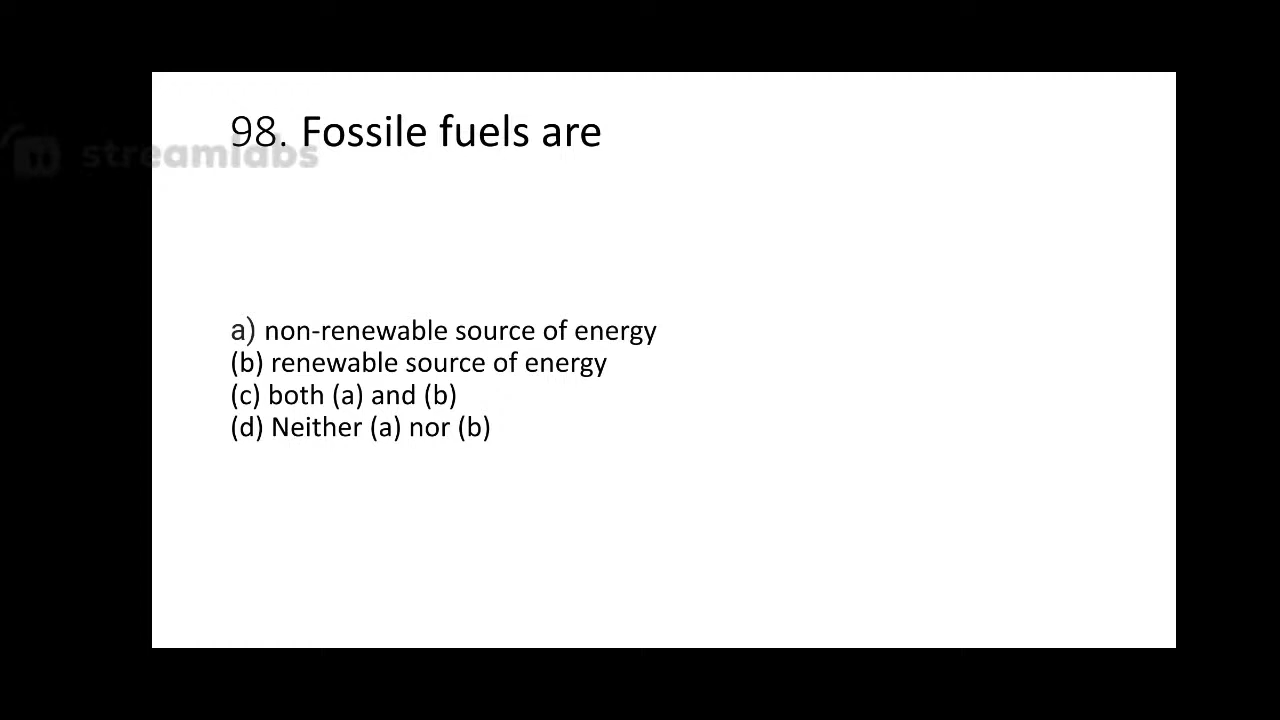 98. Fossile fuels are
streamlabs
a) non-renewable source of energy
(b) renewable source of energy
(c) both (a) and (b)
(d) Neither (a) nor (b)